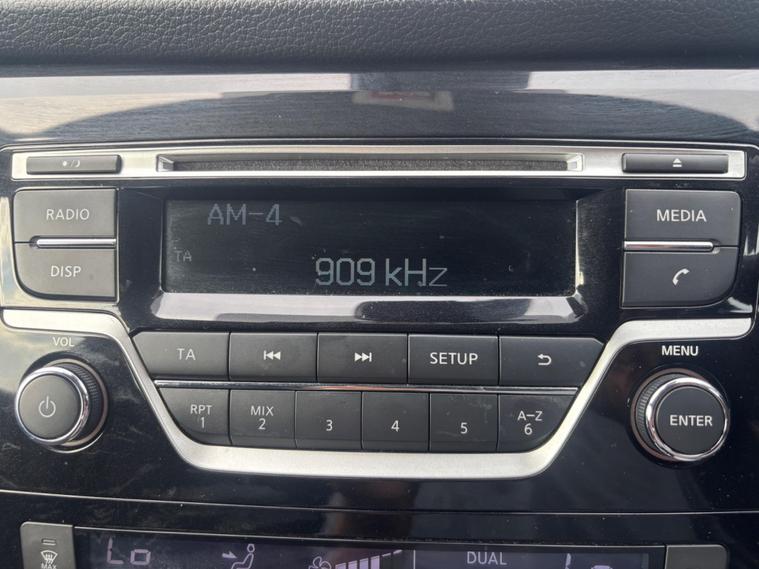 RADIO
AM-4
MEDIA
TA
DISP
909 kHz
VOL
TA
SETUP
MENU
RPT
1
MIX
2
3
4
5
A-Z
6
ENTER
MAX
Lo
DUAL